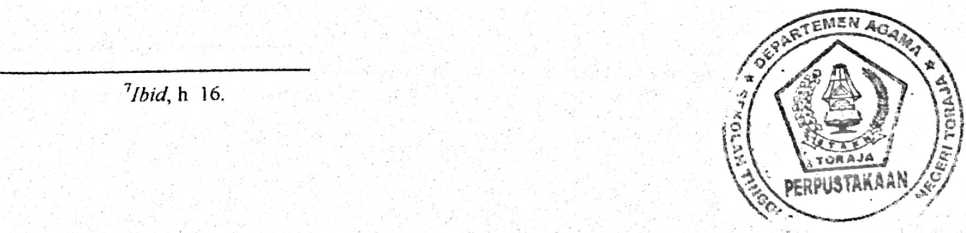 ⁷Ibid, h 16.
DEPARTEMEN AGAMA
SEKOLAH TINGGI
NEGERI TORAJA
TORAJA
PERPUSTAKAAN